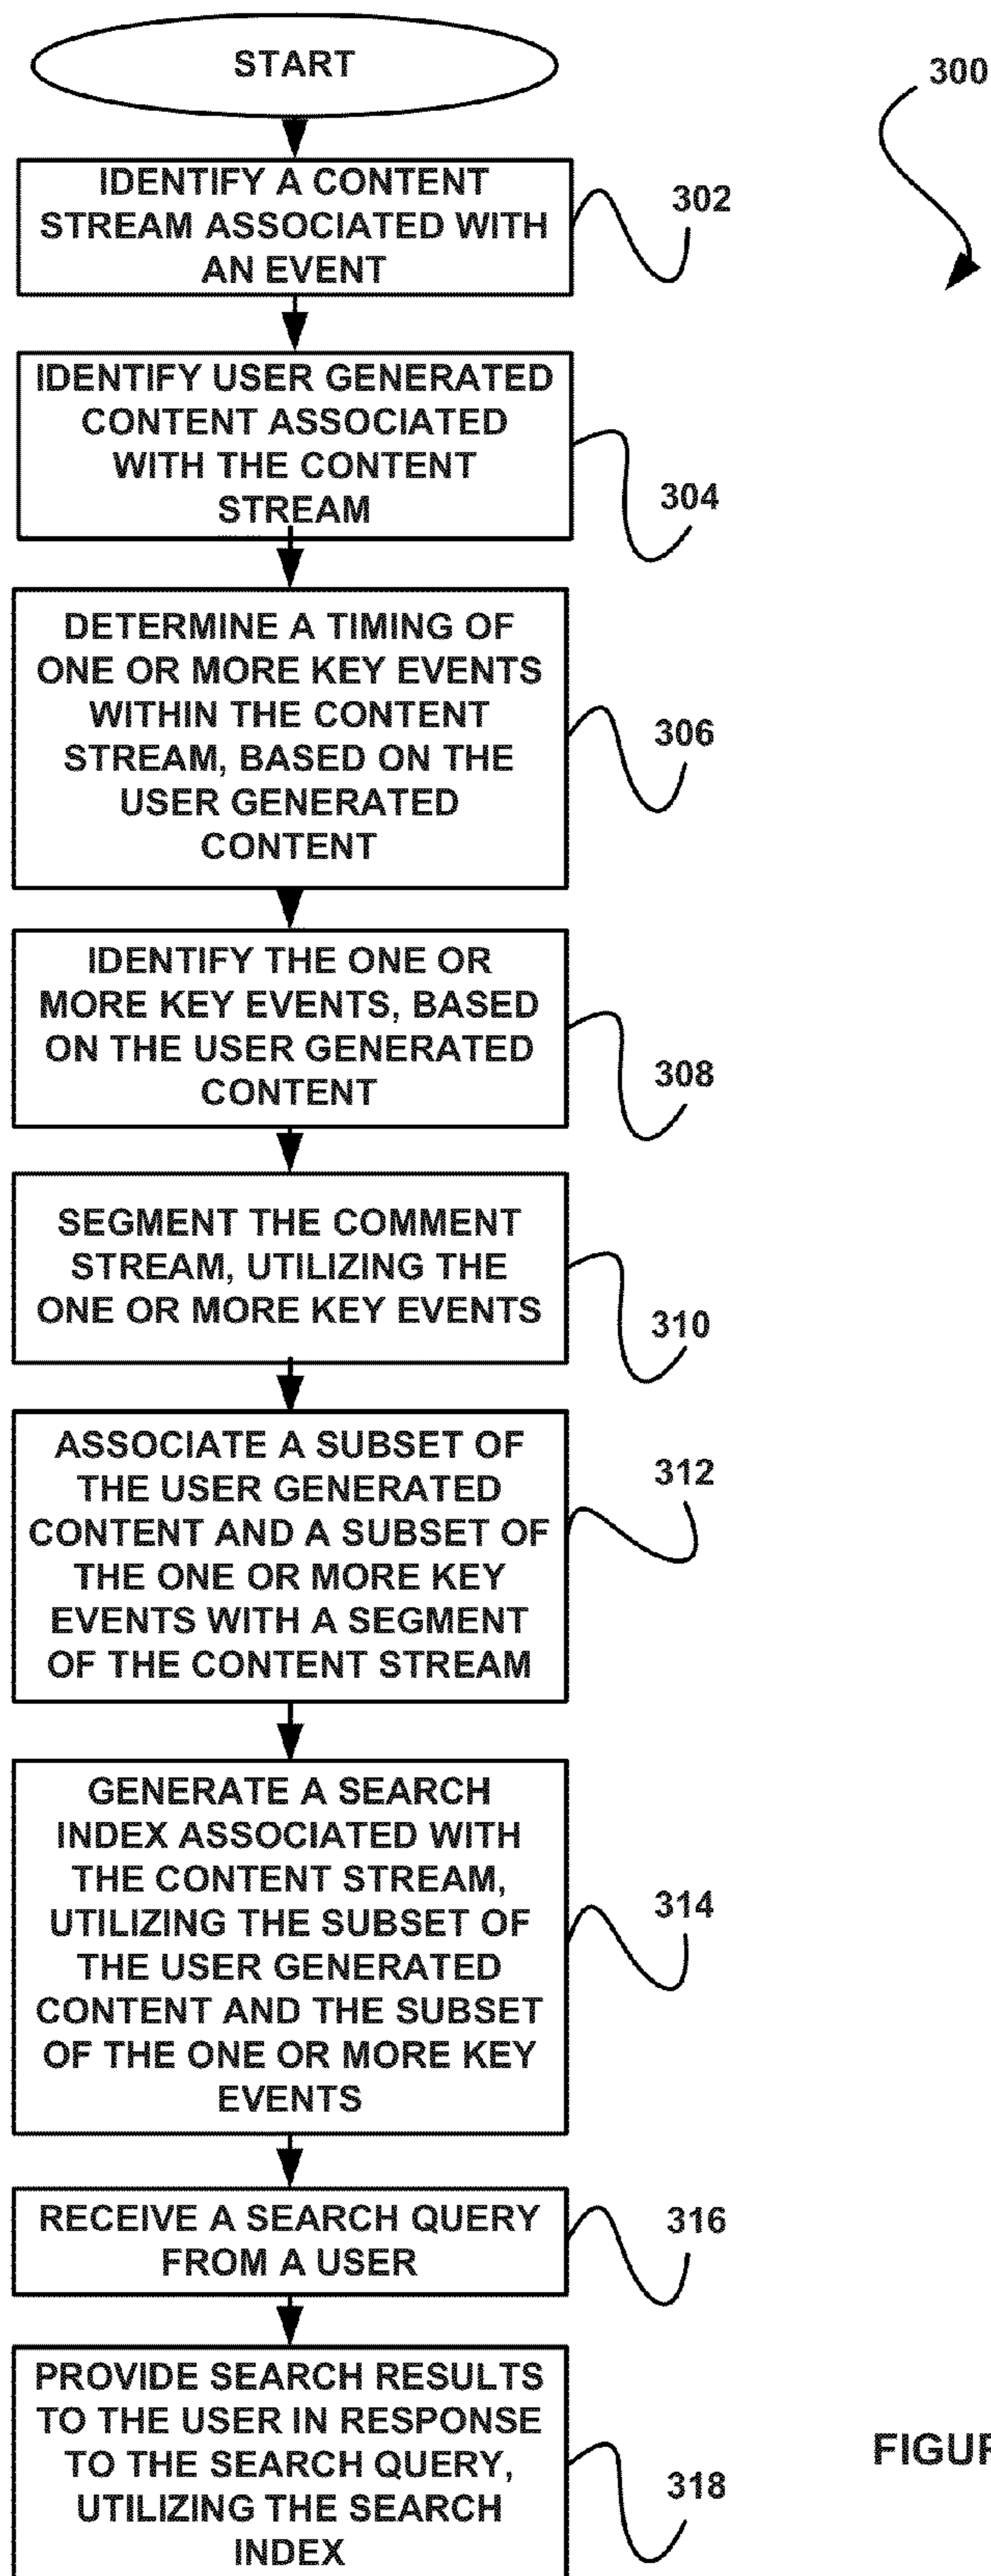 START
300
IDENTIFY A CONTENT
STREAM ASSOCIATED WITH
AN EVENT
302
IDENTIFY USER GENERATED
CONTENT ASSOCIATED
WITH THE CONTENT
STREAM
304
DETERMINE A TIMING OF
ONE OR MORE KEY EVENTS
WITHIN THE CONTENT
STREAM, BASED ON THE
USER GENERATED
CONTENT
306
IDENTIFY THE ONE OR
MORE KEY EVENTS, BASED
ON THE USER GENERATED
CONTENT
308
SEGMENT THE COMMENT
STREAM, UTILIZING THE
ONE OR MORE KEY EVENTS
310
ASSOCIATE A SUBSET OF
THE USER GENERATED
CONTENT AND A SUBSET OF
THE ONE OR MORE KEY
EVENTS WITH A SEGMENT
OF THE CONTENT STREAM
312
GENERATE A SEARCH
INDEX ASSOCIATED WITH
THE CONTENT STREAM,
UTILIZING THE SUBSET OF
THE USER GENERATED
CONTENT AND THE SUBSET
OF THE ONE OR MORE KEY
EVENTS
314
RECEIVE A SEARCH QUERY
FROM A USER
316
PROVIDE SEARCH RESULTS
TO THE USER IN RESPONSE
TO THE SEARCH QUERY,
UTILIZING THE SEARCH
INDEX
318